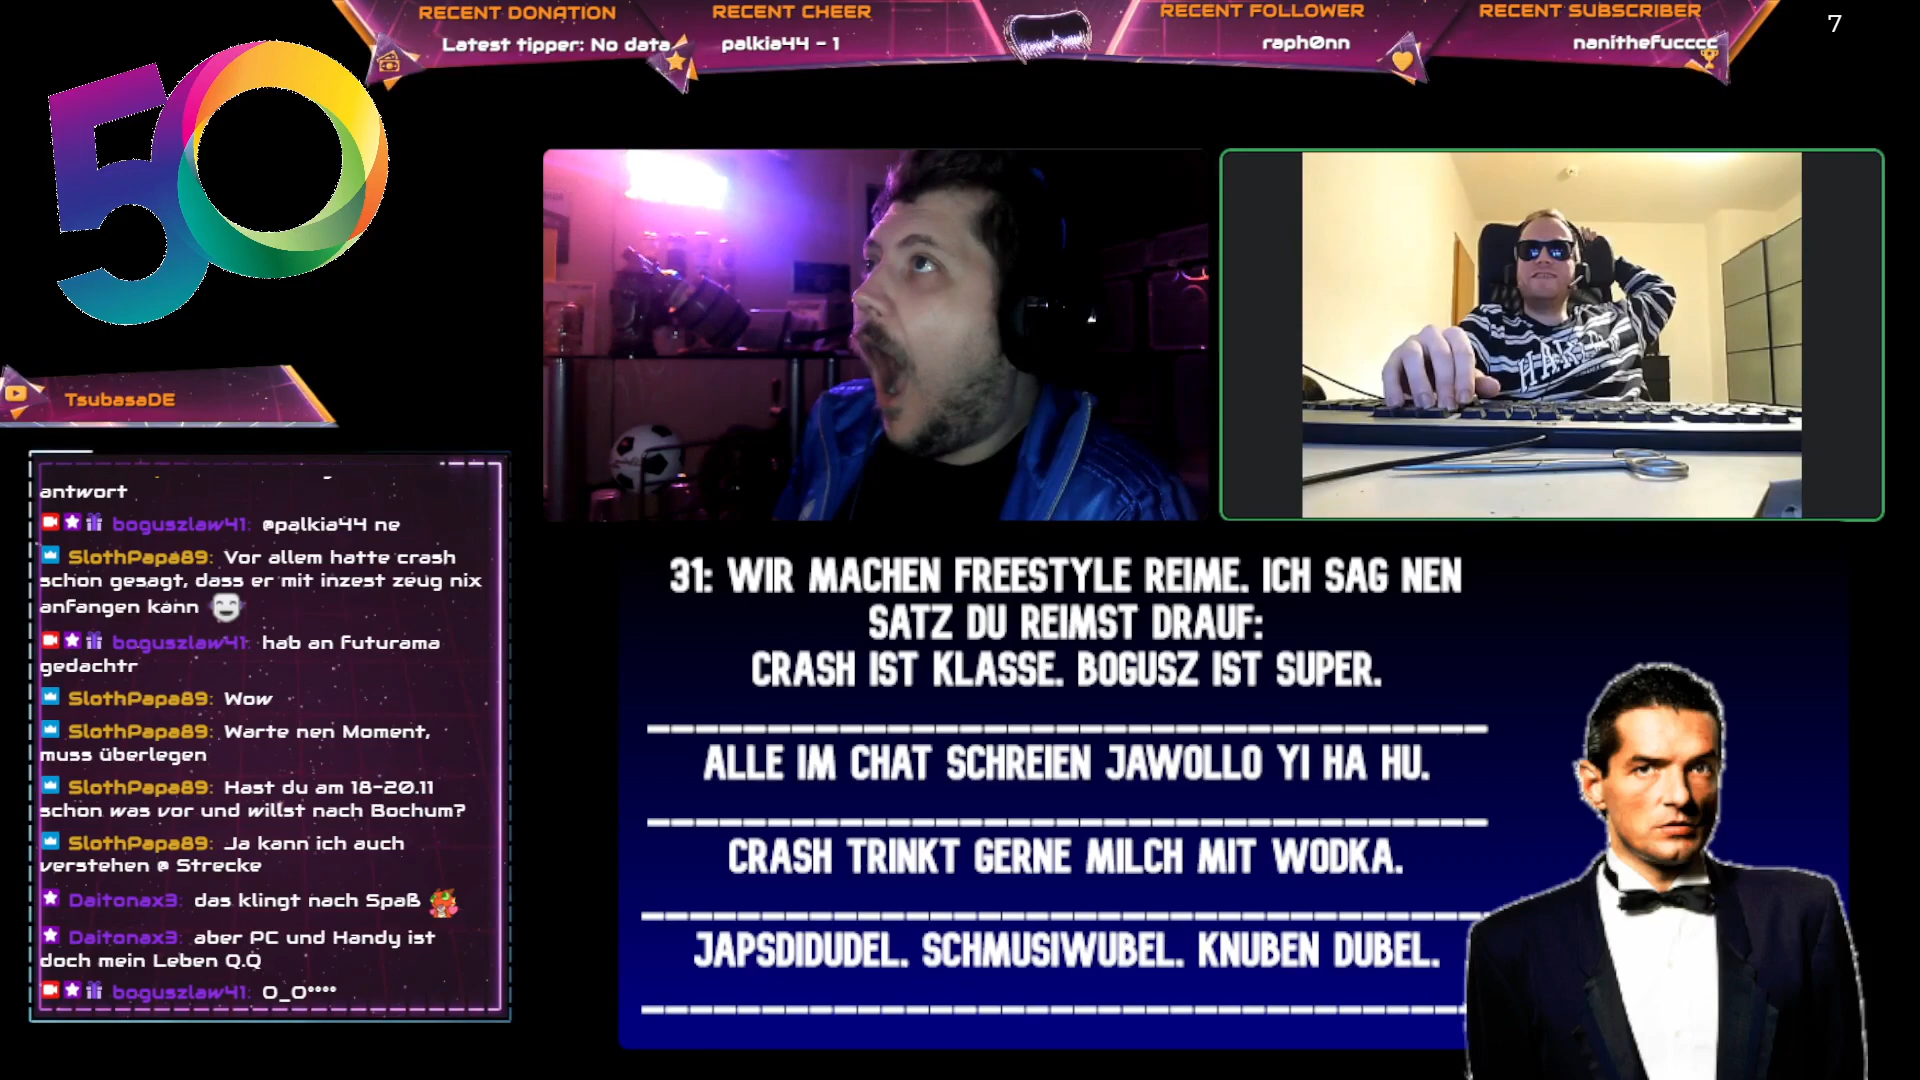 RECENT DONATION
Latest tipper: No data
RECENT CHEER
palkia44 - 1
RECENT FOLLOWER
raph0nn
RECENT SUBSCRIBER
nanithefucccc
7
50
TsubasaDE
antwort
boguszlaw41: @palkia44 ne
SlothPapa89: Vor allem hatte crash
schon gesagt, dass er mit inzest zeug nix
anfangen kann
boguszlaw41: hab an Futurama
gedachtr
SlothPapa89: Wow
SlothPapa89: Warte nen Moment,
muss überlegen
SlothPapa89: Hast du am 18-20.11
schon was vor und willst nach Bochum?
SlothPapa89: Ja kann ich auch
verstehen @ Strecke
Daitonax3: das klingt nach Spaß
Daitonax3: aber PC und Handy ist
doch mein Leben Q.Q
boguszlaw41: O_O°°°°
31: WIR MACHEN FREESTYLE REIME. ICH SAG NEN
SATZ DU REIMST DRAUF:
CRASH IST KLASSE. BOGUSZ IST SUPER.
ALLE IM CHAT SCHREIEN JAWOLLO YI HA HU.
CRASH TRINKT GERNE MILCH MIT WODKA.
JAPSDIDUDEL. SCHMUSIWUBEL. KNUBEN DUBEL.